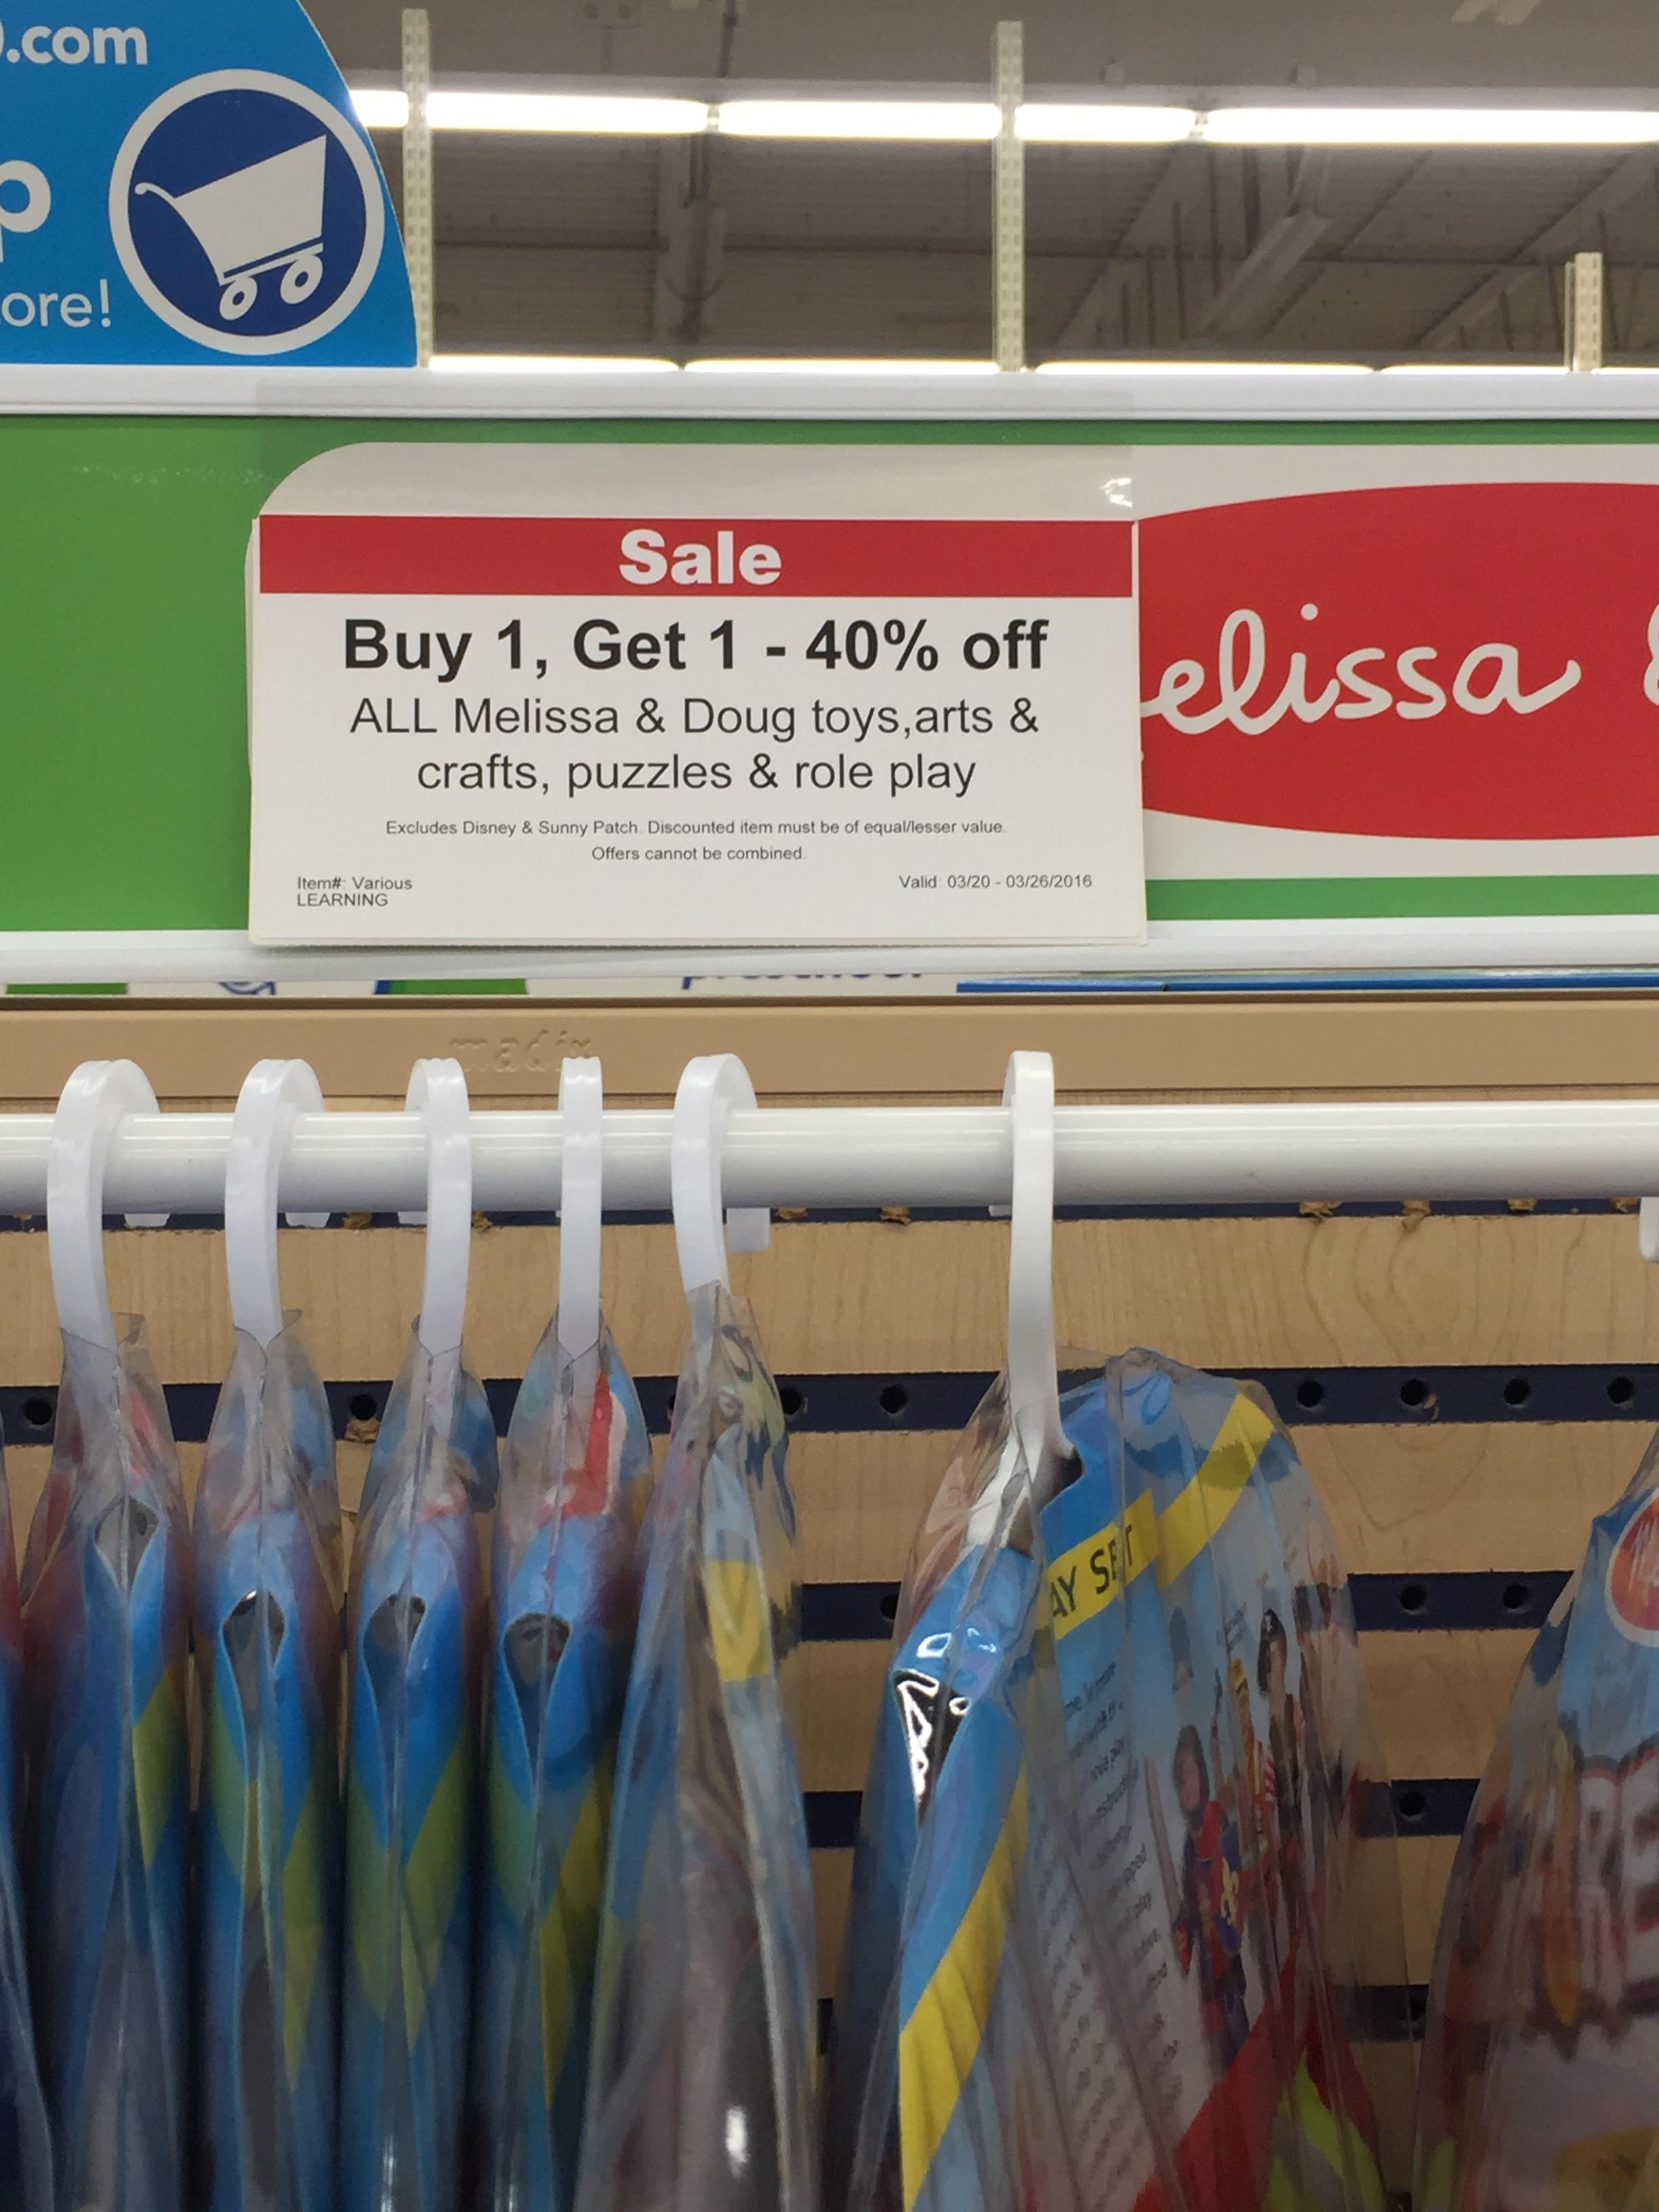 Sale
Buy 1, Get 1 - 40% off
ALL Melissa & Doug toys,arts &
crafts, puzzles & role play
Excludes Disney & Sunny Patch. Discounted item must be of equal/lesser value.
Offers cannot be combined.
Item#: Various
LEARNING
Valid: 03/20 - 03/26/2016
elissa &
.com
p
ore!
AY SET